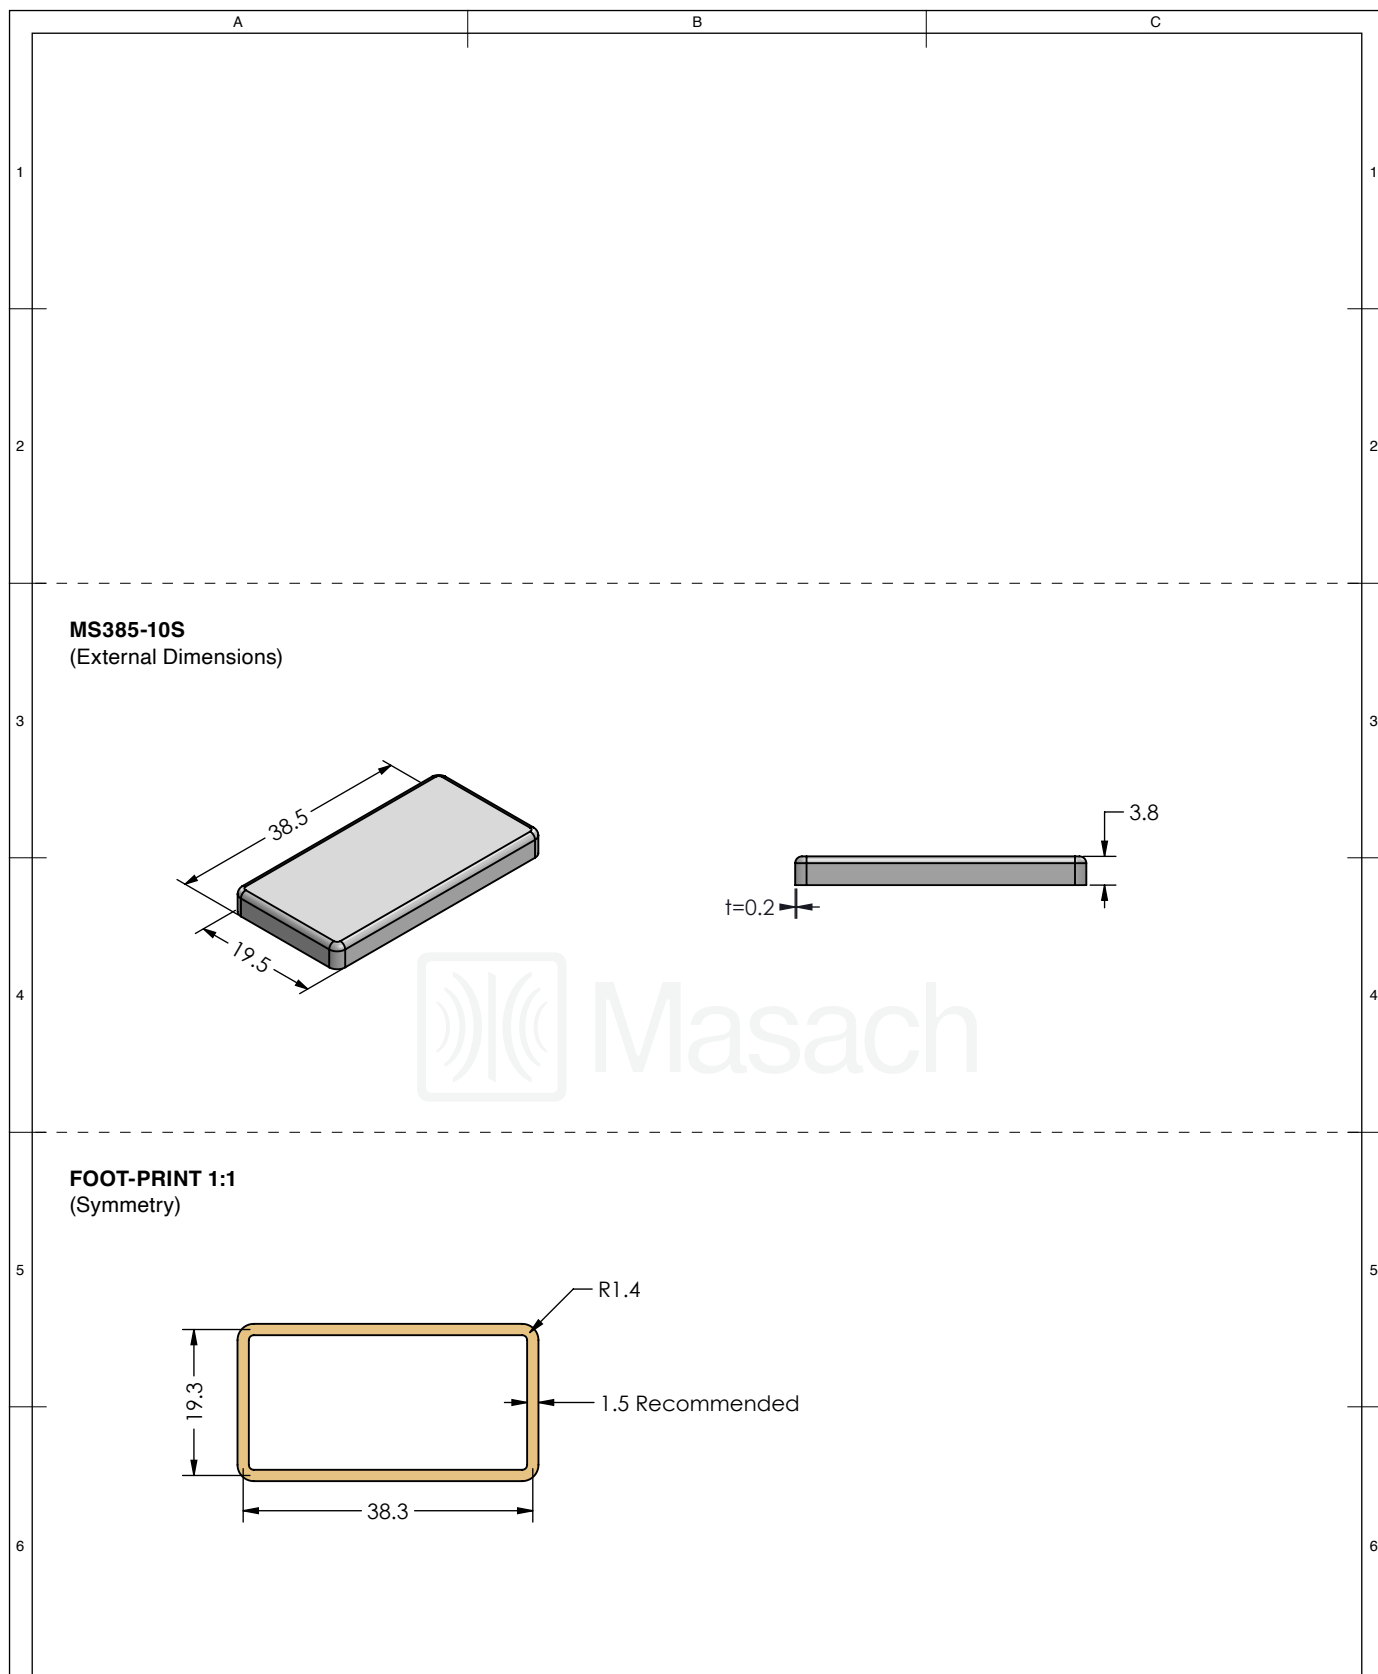 A B C
1 1
2 2
MS385-10S
(External Dimensions)
3 3
38.5
3.8
t=0.2
19.5
4 4
Masach
FOOT-PRINT 1:1
(Symmetry)
5 5
R1.4
19.3
1.5 Recommended
38.3
6 6